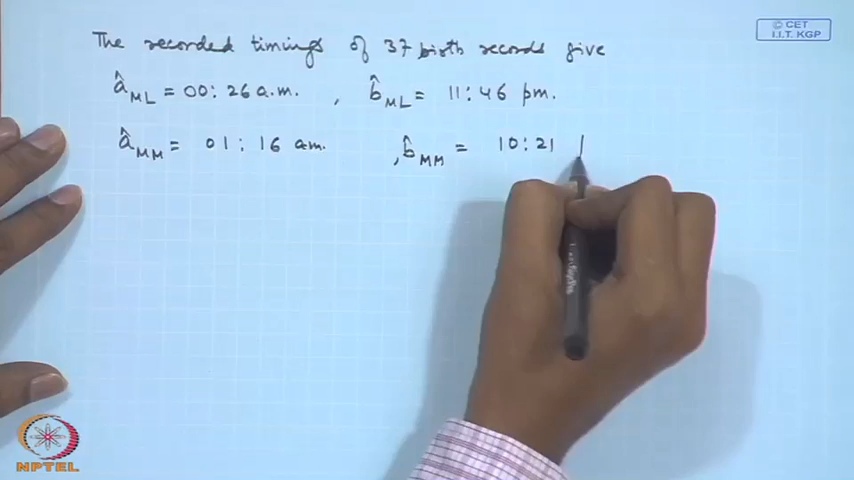 © CET
I.I.T. KGP
The recorded timings of 37 birth records give
â_ML = 00:26 a.m. , b̂_ML = 11:46 pm.
â_MM = 01:16 am. , b̂_MM = 10:21
NPTEL